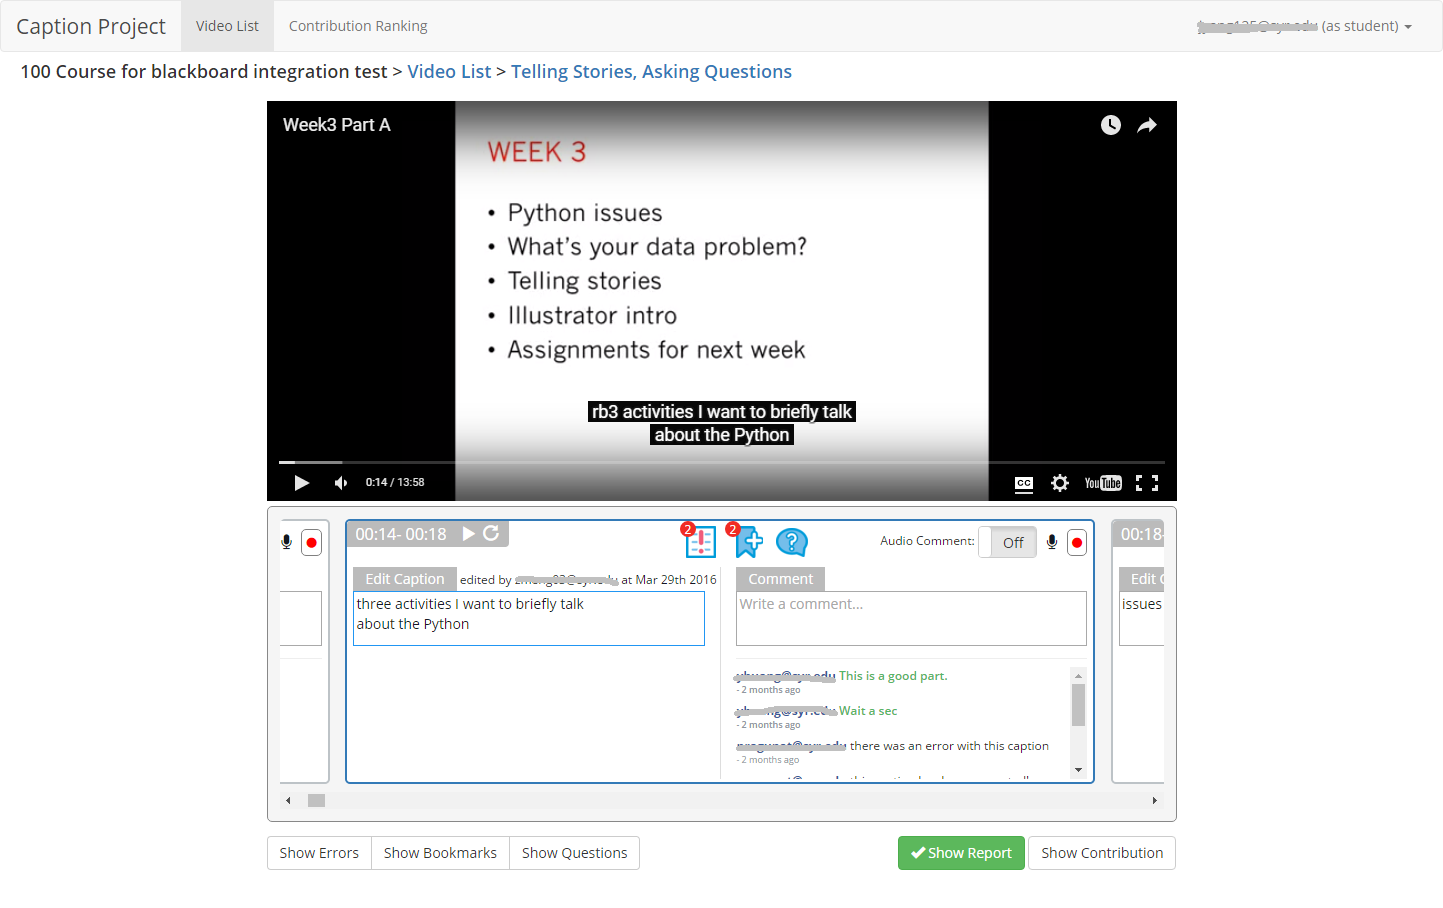 Caption Project Video List Contribution Ranking (as student)
100 Course for blackboard integration test > Video List > Telling Stories, Asking Questions
Week3 Part A
WEEK 3
• Python issues
• What's your data problem?
• Telling stories
• Illustrator intro
• Assignments for next week
rb3 activities I want to briefly talk
about the Python
0:14 / 13:58 CC YouTube
00:14- 00:18 2 2 ? Audio Comment: Off 00:18-
Edit Caption edited by at Mar 29th 2016 Comment Edit C
three activities I want to briefly talk
about the Python
Write a comment...
issues
This is a good part.
- 2 months ago
Wait a sec
- 2 months ago
there was an error with this caption
- 2 months ago
Show Errors Show Bookmarks Show Questions Show Report Show Contribution